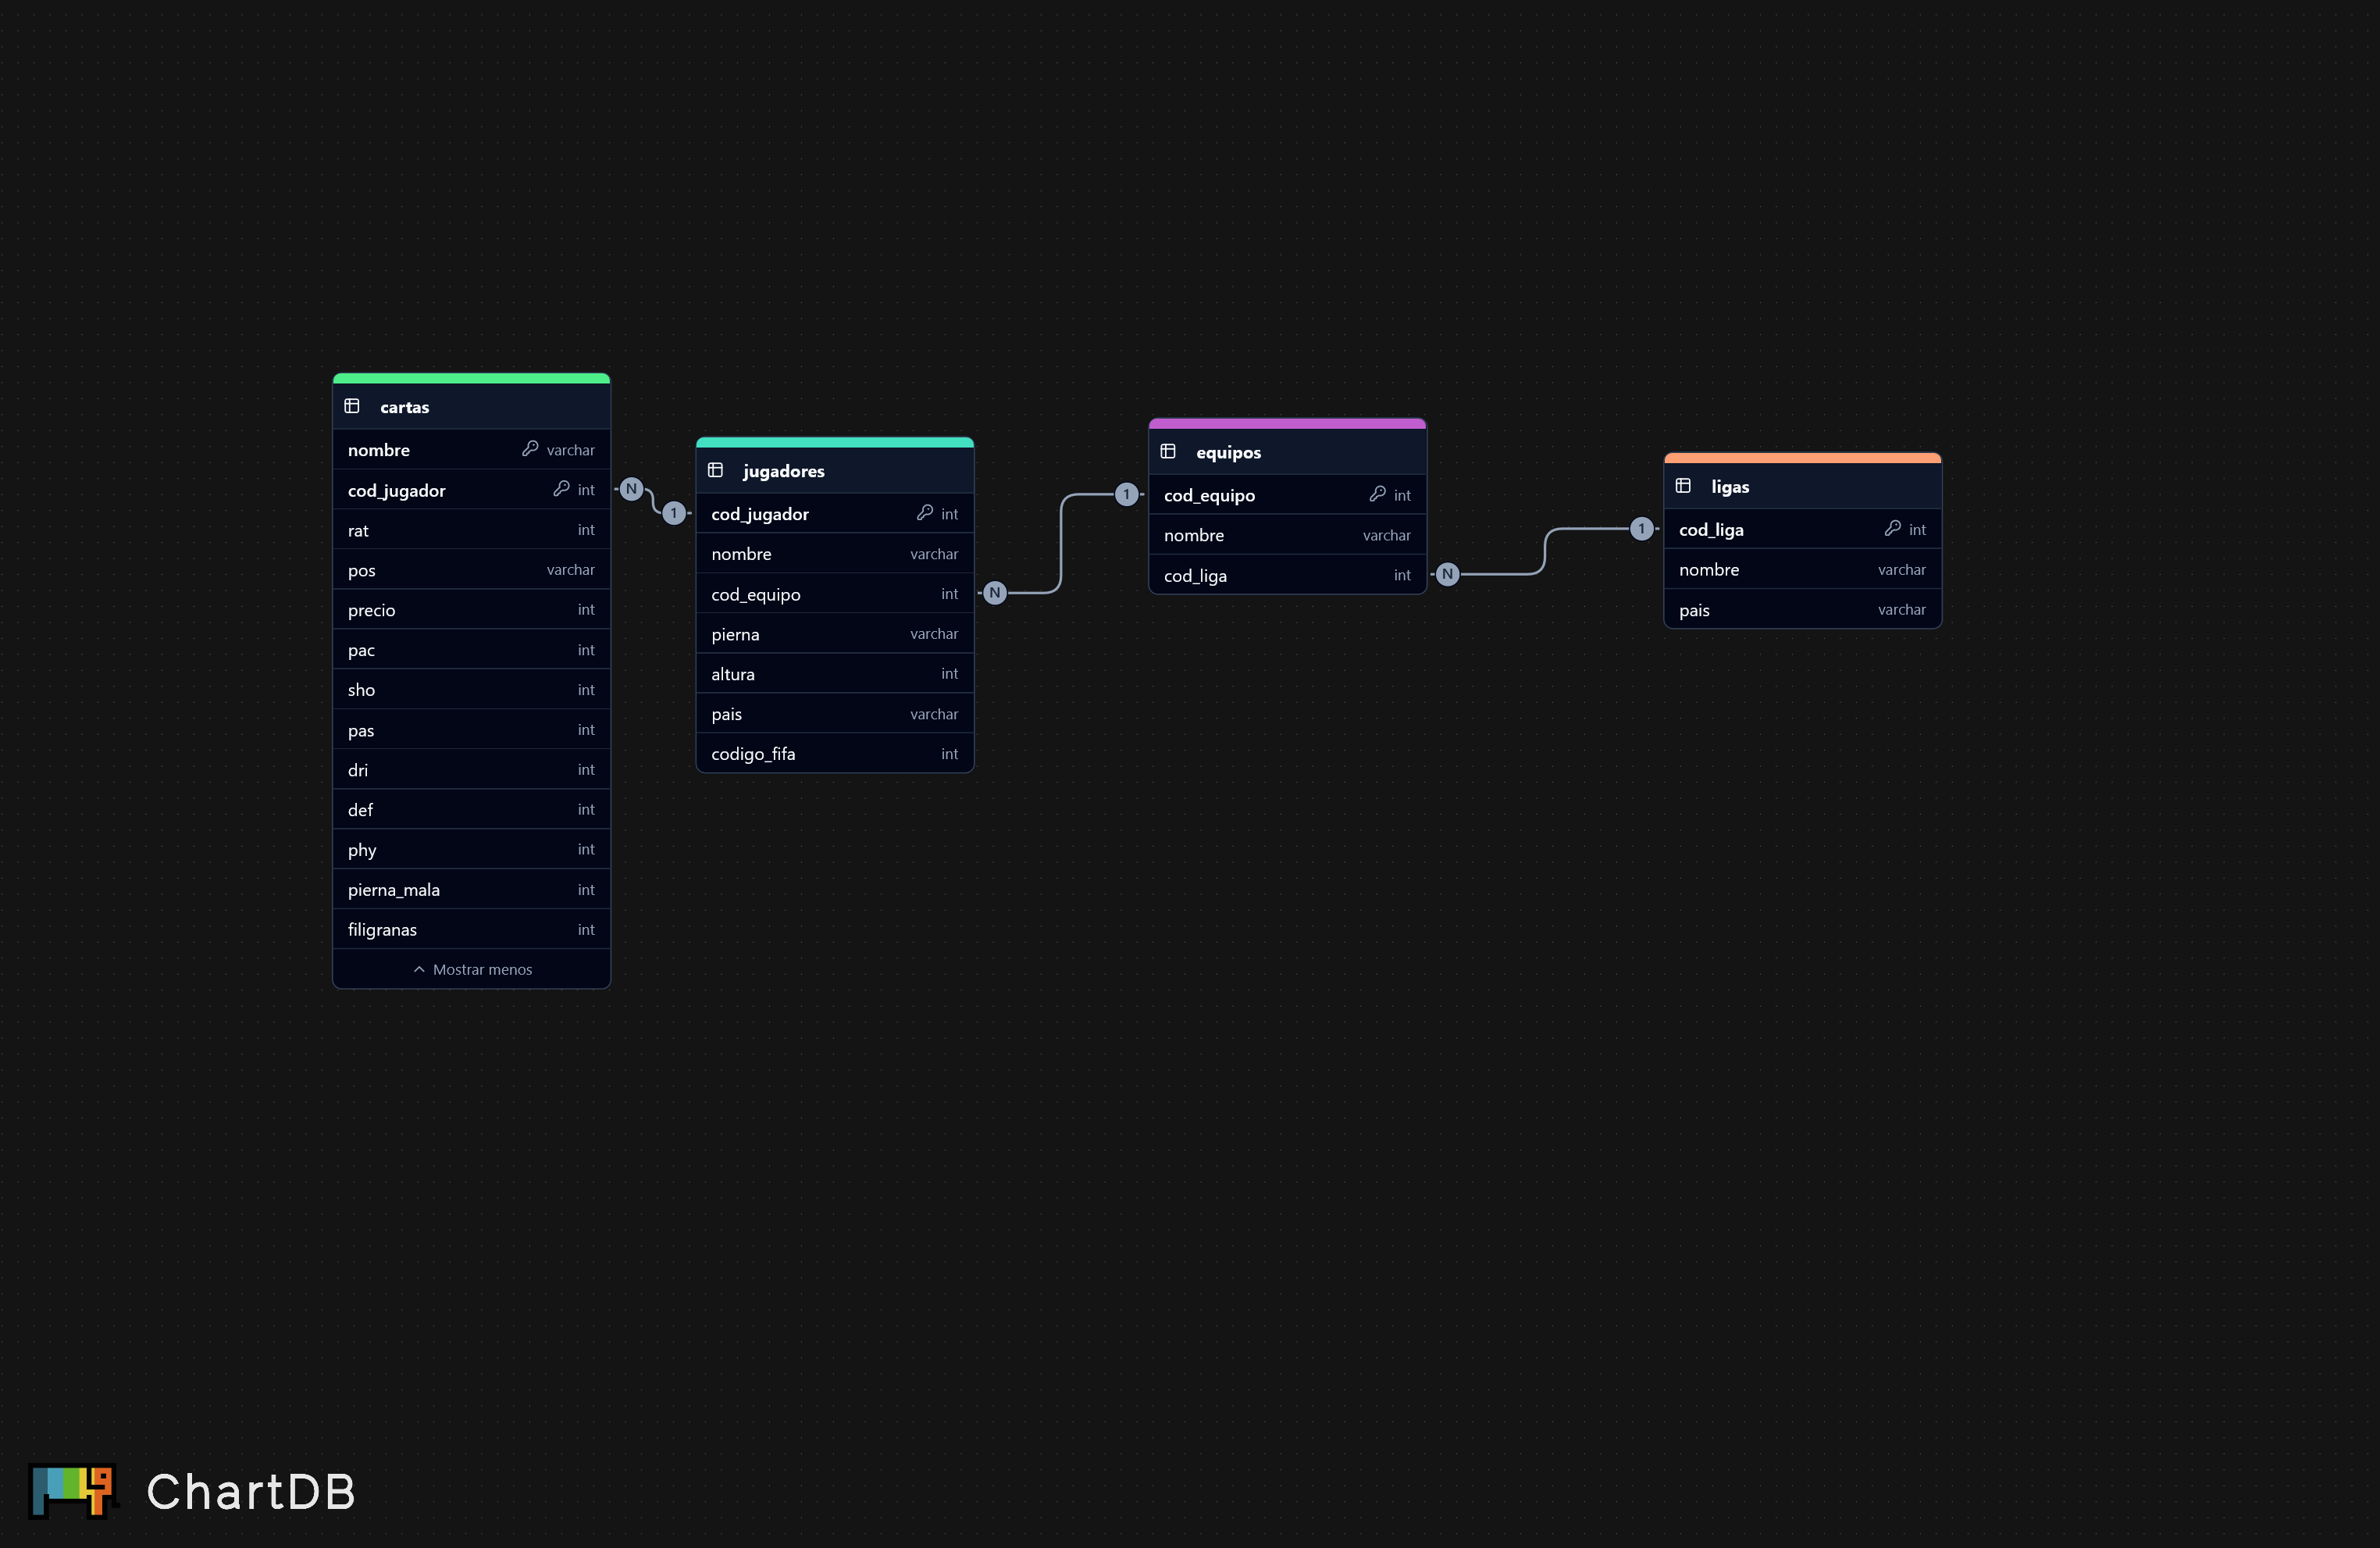 cartas
nombre varchar
cod_jugador int
rat int
pos varchar
precio int
pac int
sho int
pas int
dri int
def int
phy int
pierna_mala int
filigranas int
Mostrar menos
N
1
jugadores
cod_jugador int
nombre varchar
cod_equipo int
pierna varchar
altura int
pais varchar
codigo_fifa int
N
1
equipos
cod_equipo int
nombre varchar
cod_liga int
N
1
ligas
cod_liga int
nombre varchar
pais varchar
ChartDB